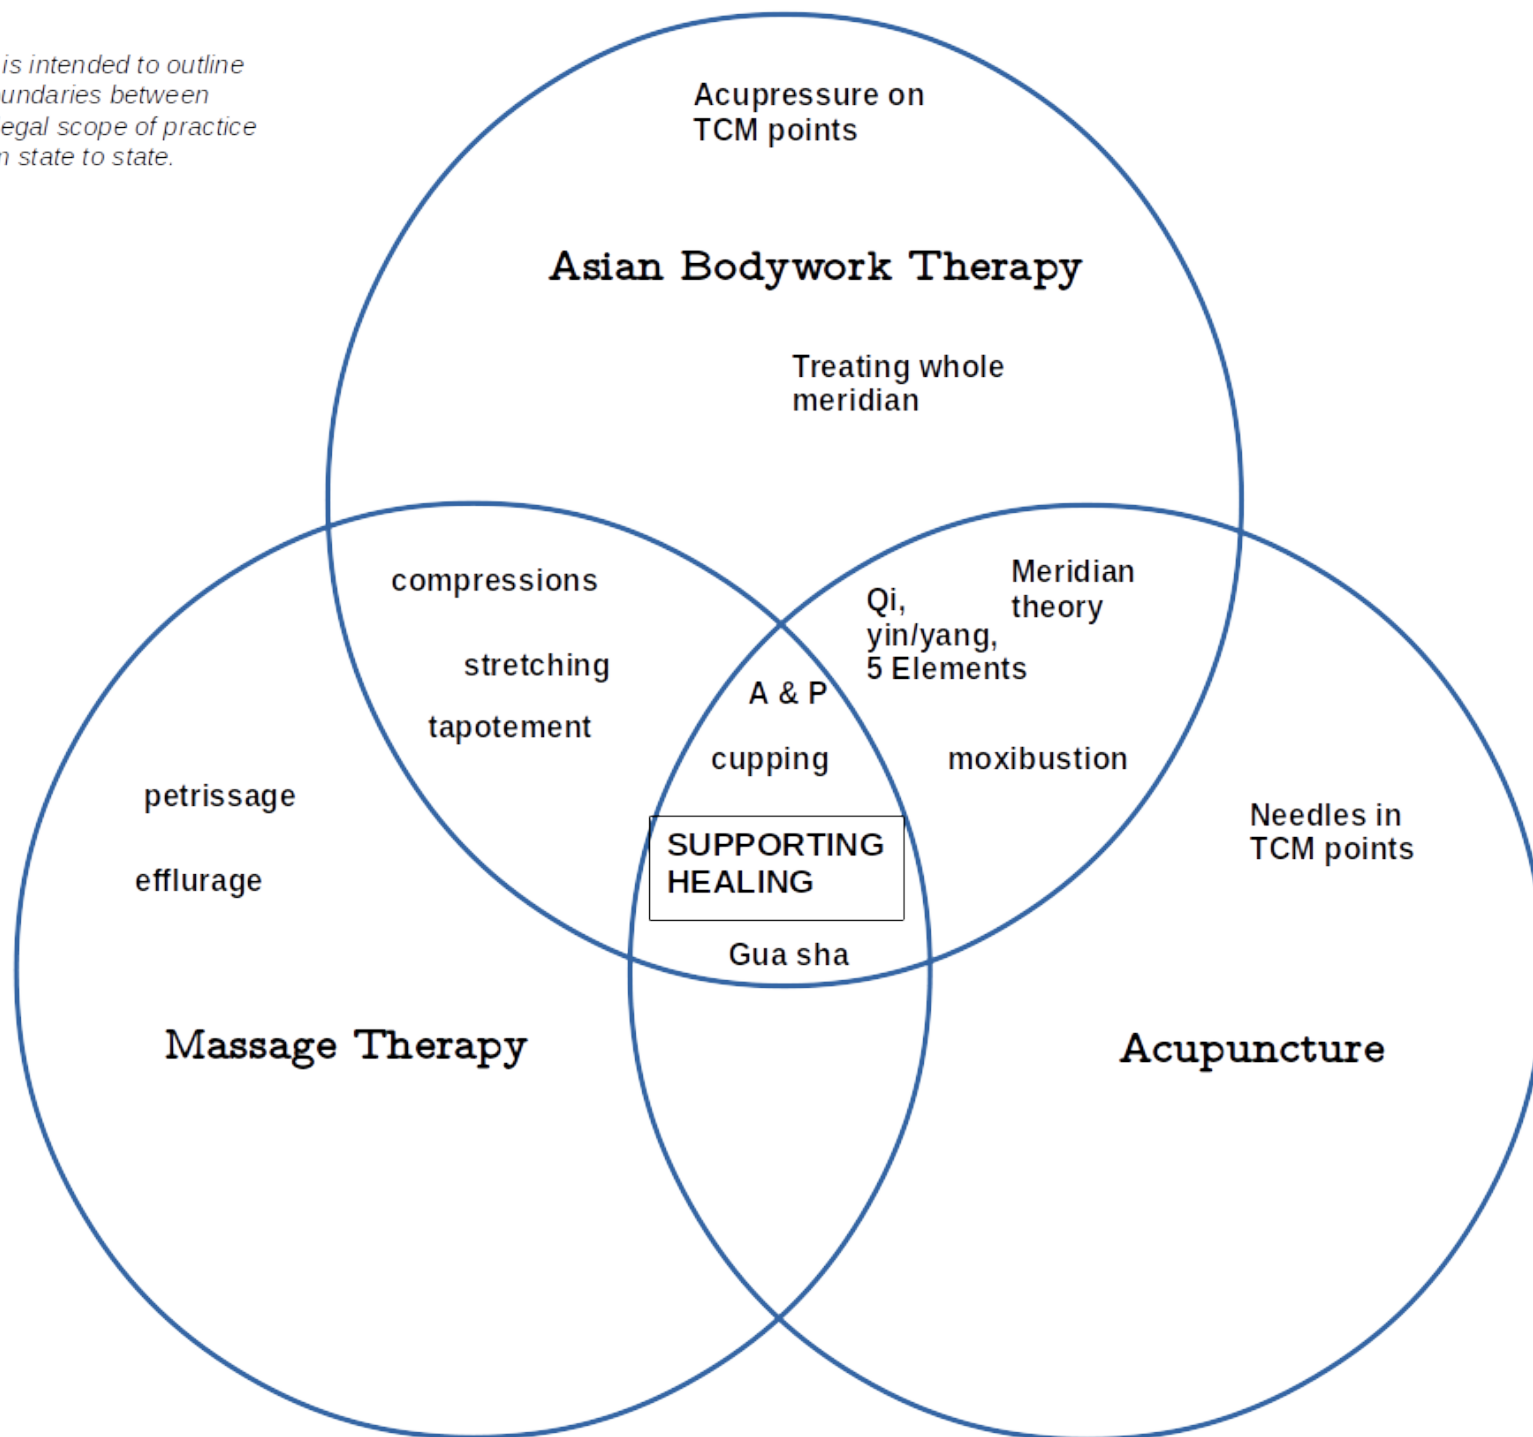 is intended to outline
undaries between
egal scope of practice
state to state.
Acupressure on
TCM points
Asian Bodywork Therapy
Treating whole
meridian
compressions
stretching
tapotement
Qi,
yin/yang,
5 Elements
Meridian
theory
moxibustion
A & P
cupping
SUPPORTING
HEALING
Gua sha
petrissage
efflurage
Massage Therapy
Needles in
TCM points
Acupuncture